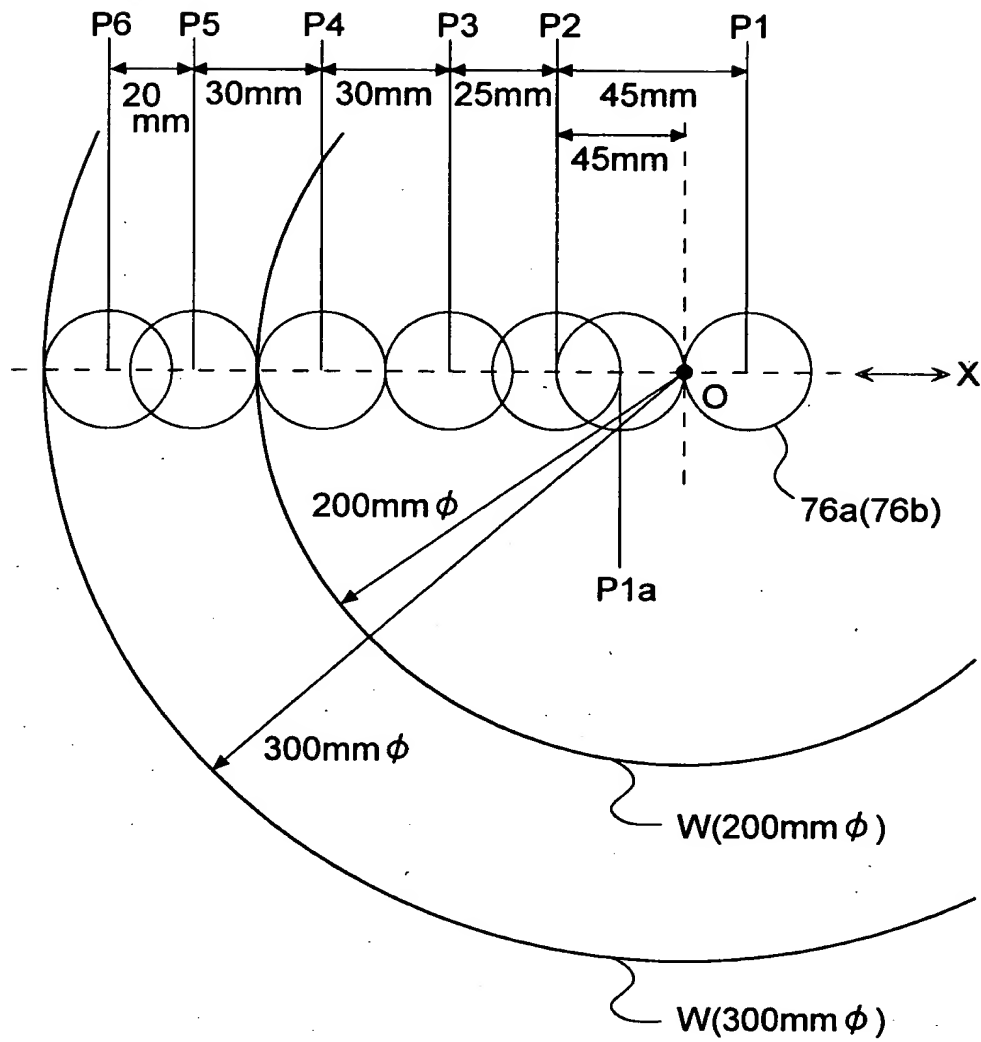 P6 P5 P4 P3 P2 P1
20 mm 30mm 30mm 25mm 45mm
45mm
X
O
76a(76b)
200mmφ
P1a
300mmφ
W(200mmφ)
W(300mmφ)